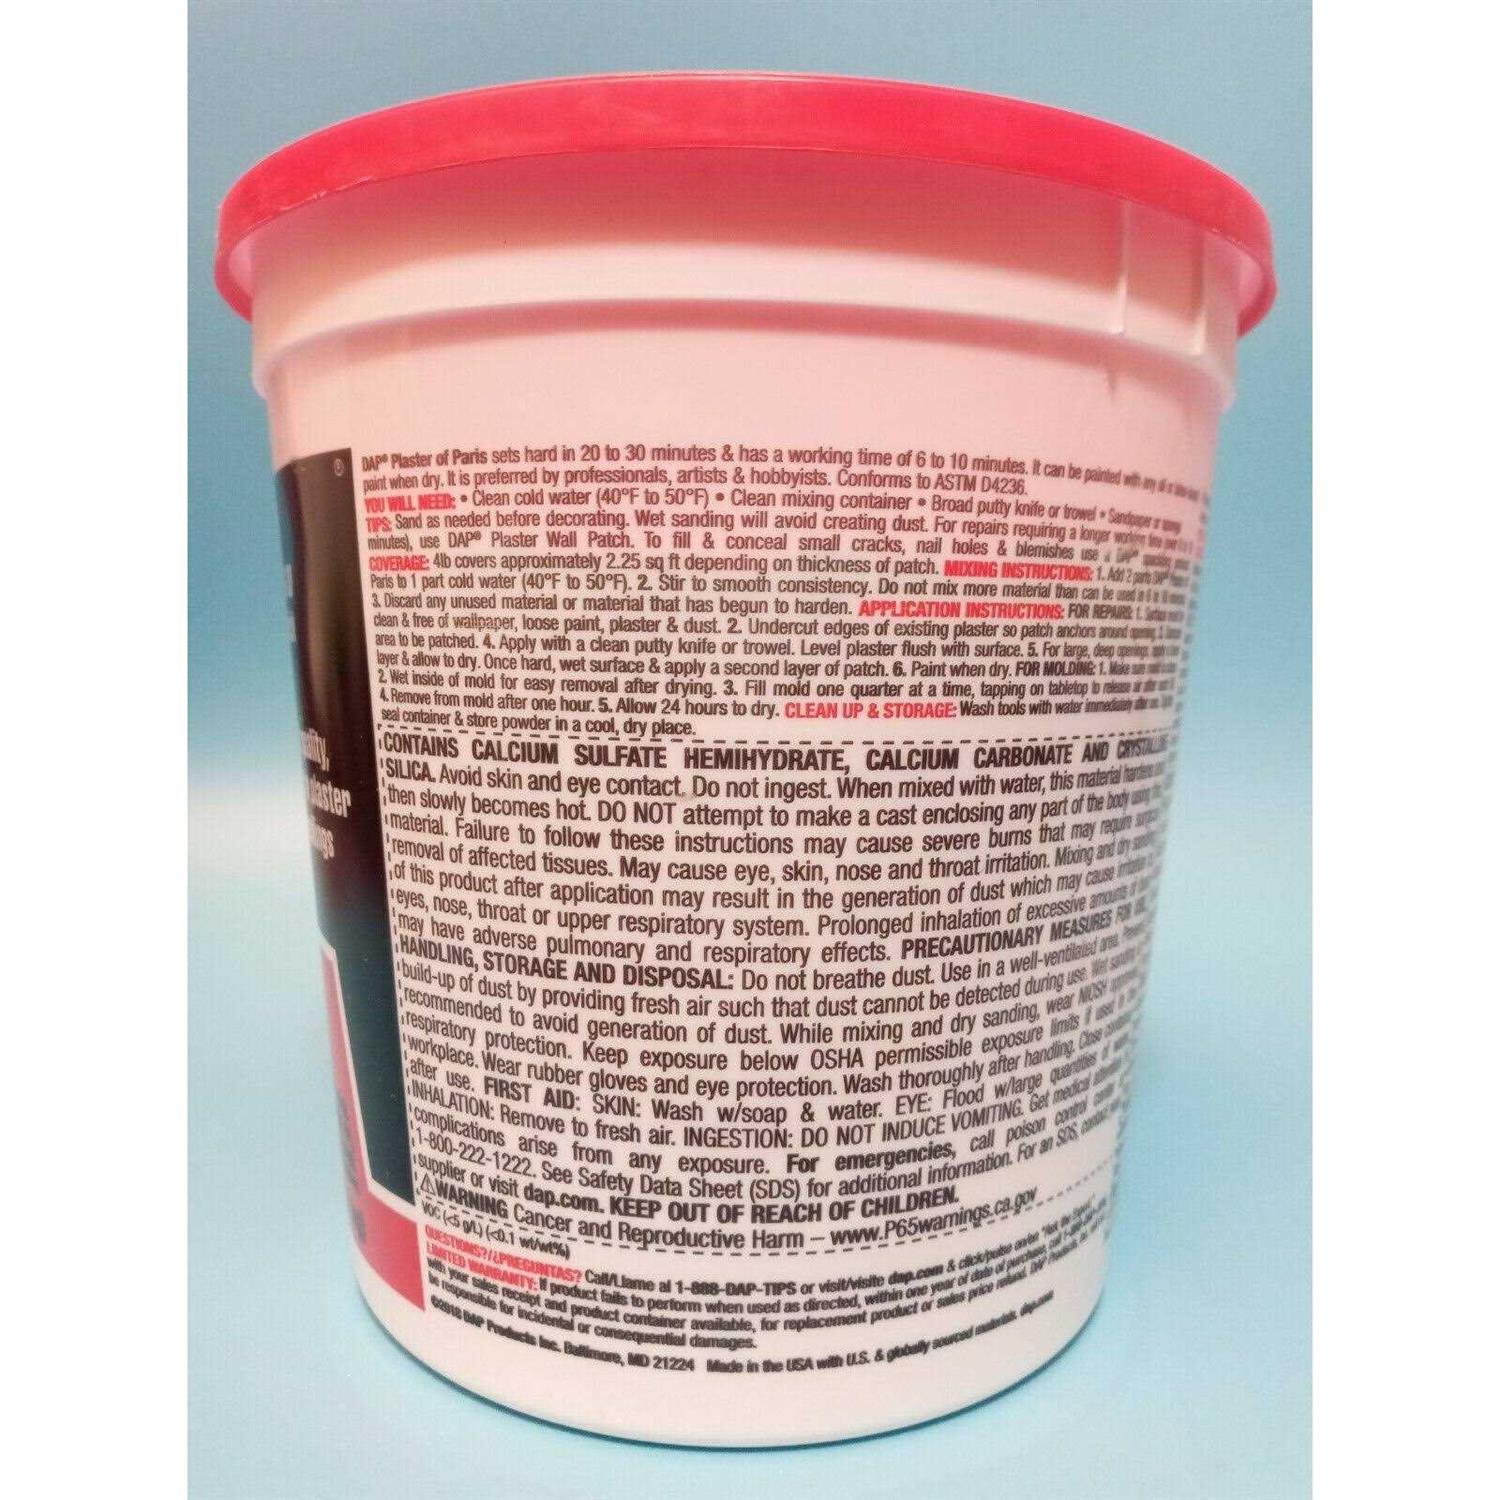 ®
DAP® Plaster of Paris sets hard in 20 to 30 minutes & has a working time of 6 to 10 minutes. It can be painted with any oil or latex
paint when dry. It is preferred by professionals, artists & hobbyists. Conforms to ASTM D4236.
YOU WILL NEED: • Clean cold water (40°F to 50°F) • Clean mixing container • Broad putty knife or trowel • Sandpaper or sponge
TIPS: Sand as needed before decorating. Wet sanding will avoid creating dust. For repairs requiring a longer working time
minutes), use DAP® Plaster Wall Patch. To fill & conceal small cracks, nail holes & blemishes use a DAP® spackling
COVERAGE: 4lb covers approximately 2.25 sq ft depending on thickness of patch. MIXING INSTRUCTIONS: 1. Add 2 parts DAP®
Paris to 1 part cold water (40°F to 50°F). 2. Stir to smooth consistency. Do not mix more material than can be used in 6 to 10
3. Discard any unused material or material that has begun to harden. APPLICATION INSTRUCTIONS: FOR REPAIRS: 1. Surface
clean & free of wallpaper, loose paint, plaster & dust. 2. Undercut edges of existing plaster so patch anchors around opening.
area to be patched. 4. Apply with a clean putty knife or trowel. Level plaster flush with surface. 5. For large, deep openings,
layer & allow to dry. Once hard, wet surface & apply a second layer of patch. 6. Paint when dry. FOR MOLDING: 1. Make sure
2. Wet inside of mold for easy removal after drying. 3. Fill mold one quarter at a time, tapping on tabletop to release air
4. Remove from mold after one hour. 5. Allow 24 hours to dry. CLEAN UP & STORAGE: Wash tools with water immediately after use.
seal container & store powder in a cool, dry place.
CONTAINS CALCIUM SULFATE HEMIHYDRATE, CALCIUM CARBONATE AND CRYSTALLINE
SILICA. Avoid skin and eye contact. Do not ingest. When mixed with water, this material hardens
then slowly becomes hot. DO NOT attempt to make a cast enclosing any part of the body using
material. Failure to follow these instructions may cause severe burns that may require surgical
removal of affected tissues. May cause eye, skin, nose and throat irritation. Mixing and dry sanding
of this product after application may result in the generation of dust which may cause irritation
eyes, nose, throat or upper respiratory system. Prolonged inhalation of excessive amounts of dust
may have adverse pulmonary and respiratory effects. PRECAUTIONARY MEASURES FOR USE,
HANDLING, STORAGE AND DISPOSAL: Do not breathe dust. Use in a well-ventilated area. Prevent
build-up of dust by providing fresh air such that dust cannot be detected during use. Wet sanding
recommended to avoid generation of dust. While mixing and dry sanding, wear NIOSH approved
respiratory protection. Keep exposure below OSHA permissible exposure limits if used in the
workplace. Wear rubber gloves and eye protection. Wash thoroughly after handling. Close container
after use. FIRST AID: SKIN: Wash w/soap & water. EYE: Flood w/large quantities of water.
INHALATION: Remove to fresh air. INGESTION: DO NOT INDUCE VOMITING. Get medical attention
complications arise from any exposure. For emergencies, call poison control center
1-800-222-1222. See Safety Data Sheet (SDS) for additional information. For an SDS, contact
supplier or visit dap.com. KEEP OUT OF REACH OF CHILDREN.
⚠WARNING Cancer and Reproductive Harm – www.P65warnings.ca.gov
VOC (<5 g/L) (<0.1 wt/wt%)
QUESTIONS?/¿PREGUNTAS? Call/Llame al 1-888-DAP-TIPS or visit/visite dap.com & click/pulse on/en "Ask the Expert"
LIMITED WARRANTY: If product fails to perform when used as directed, within one year of date of purchase, call
with your sales receipt and product container available, for replacement product or sales price refund. DAP Products Inc.
be responsible for incidental or consequential damages.
©2018 DAP Products Inc. Baltimore, MD 21224 Made in the USA with U.S. & globally sourced materials. dap.com